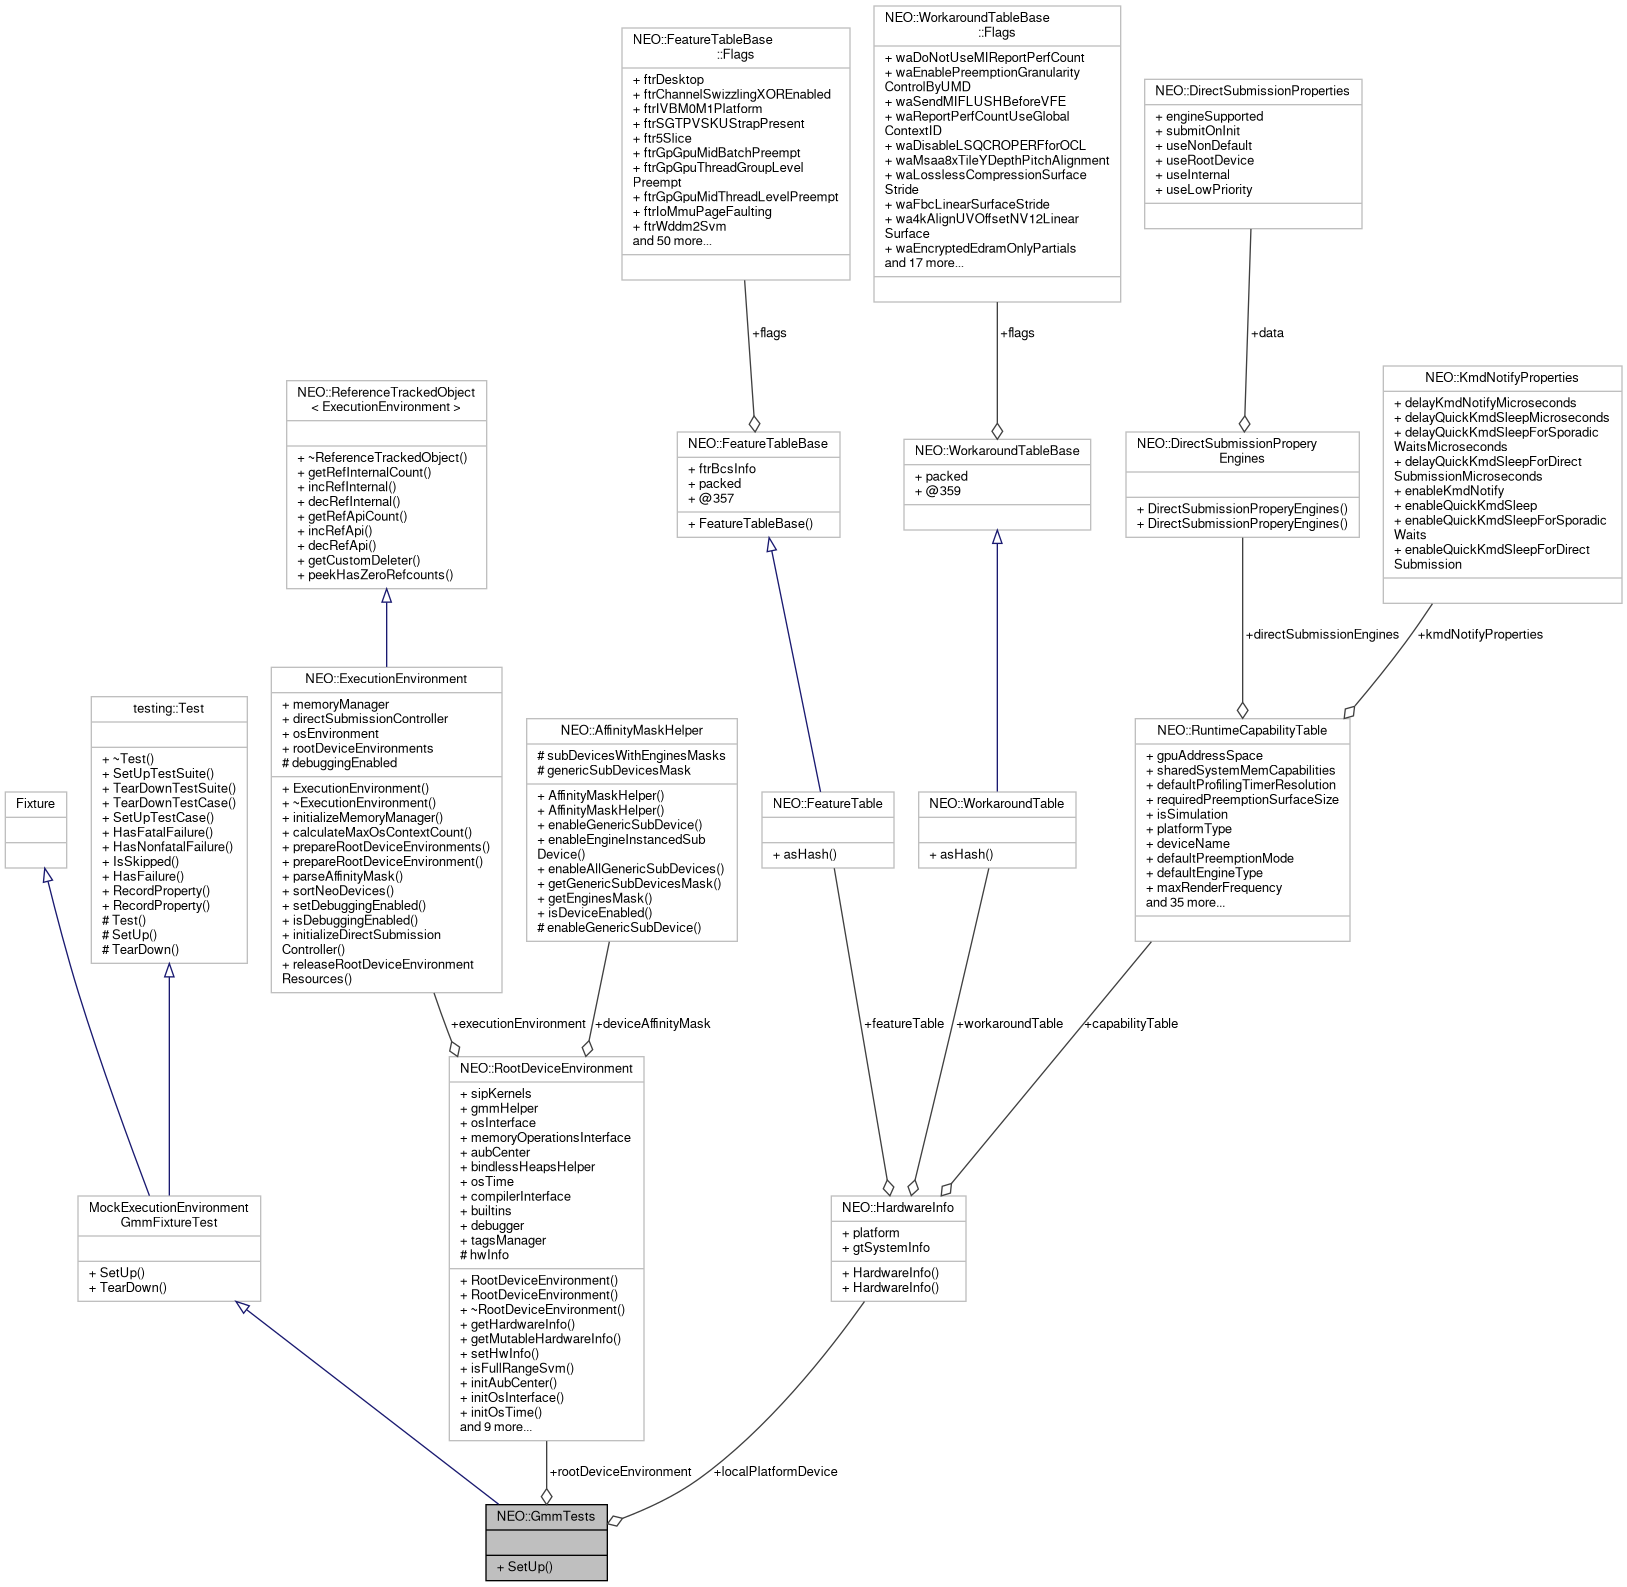 NEO::FeatureTableBase
::Flags
+ ftrDesktop
+ ftrChannelSwizzlingXOREnabled
+ ftrIVBM0M1Platform
+ ftrSGTPVSKUStrapPresent
+ ftr5Slice
+ ftrGpGpuMidBatchPreempt
+ ftrGpGpuThreadGroupLevel
Preempt
+ ftrGpGpuMidThreadLevelPreempt
+ ftrIoMmuPageFaulting
+ ftrWddm2Svm
and 50 more...
NEO::WorkaroundTableBase
::Flags
+ waDoNotUseMIReportPerfCount
+ waEnablePreemptionGranularity
ControlByUMD
+ waSendMIFLUSHBeforeVFE
+ waReportPerfCountUseGlobal
ContextID
+ waDisableLSQCROPERFforOCL
+ waMsaa8xTileYDepthPitchAlignment
+ waLosslessCompressionSurface
Stride
+ waFbcLinearSurfaceStride
+ wa4kAlignUVOffsetNV12Linear
Surface
+ waEncryptedEdramOnlyPartials
and 17 more...
NEO::DirectSubmissionProperties
+ engineSupported
+ submitOnInit
+ useNonDefault
+ useRootDevice
+ useInternal
+ useLowPriority
+flags
+flags
+data
NEO::ReferenceTrackedObject
< ExecutionEnvironment >
+ ~ReferenceTrackedObject()
+ getRefInternalCount()
+ incRefInternal()
+ decRefInternal()
+ getRefApiCount()
+ incRefApi()
+ decRefApi()
+ getCustomDeleter()
+ peekHasZeroRefcounts()
NEO::FeatureTableBase
+ ftrBcsInfo
+ packed
+ @357
+ FeatureTableBase()
NEO::WorkaroundTableBase
+ packed
+ @359
NEO::DirectSubmissionPropery
Engines
+ DirectSubmissionProperyEngines()
+ DirectSubmissionProperyEngines()
NEO::KmdNotifyProperties
+ delayKmdNotifyMicroseconds
+ delayQuickKmdSleepMicroseconds
+ delayQuickKmdSleepForSporadic
WaitsMicroseconds
+ delayQuickKmdSleepForDirect
SubmissionMicroseconds
+ enableKmdNotify
+ enableQuickKmdSleep
+ enableQuickKmdSleepForSporadic
Waits
+ enableQuickKmdSleepForDirect
Submission
+directSubmissionEngines
+kmdNotifyProperties
Fixture
testing::Test
+ ~Test()
+ SetUpTestSuite()
+ TearDownTestSuite()
+ TearDownTestCase()
+ SetUpTestCase()
+ HasFatalFailure()
+ HasNonfatalFailure()
+ IsSkipped()
+ HasFailure()
+ RecordProperty()
+ RecordProperty()
# Test()
# SetUp()
# TearDown()
NEO::ExecutionEnvironment
+ memoryManager
+ directSubmissionController
+ osEnvironment
+ rootDeviceEnvironments
# debuggingEnabled
+ ExecutionEnvironment()
+ ~ExecutionEnvironment()
+ initializeMemoryManager()
+ calculateMaxOsContextCount()
+ prepareRootDeviceEnvironments()
+ prepareRootDeviceEnvironment()
+ parseAffinityMask()
+ sortNeoDevices()
+ setDebuggingEnabled()
+ isDebuggingEnabled()
+ initializeDirectSubmission
Controller()
+ releaseRootDeviceEnvironment
Resources()
NEO::AffinityMaskHelper
# subDevicesWithEnginesMasks
# genericSubDevicesMask
+ AffinityMaskHelper()
+ AffinityMaskHelper()
+ enableGenericSubDevice()
+ enableEngineInstancedSub
Device()
+ enableAllGenericSubDevices()
+ getGenericSubDevicesMask()
+ getEnginesMask()
+ isDeviceEnabled()
# enableGenericSubDevice()
NEO::FeatureTable
+ asHash()
NEO::WorkaroundTable
+ asHash()
NEO::RuntimeCapabilityTable
+ gpuAddressSpace
+ sharedSystemMemCapabilities
+ defaultProfilingTimerResolution
+ requiredPreemptionSurfaceSize
+ isSimulation
+ platformType
+ deviceName
+ defaultPreemptionMode
+ defaultEngineType
+ maxRenderFrequency
and 35 more...
+executionEnvironment
+deviceAffinityMask
+featureTable
+workaroundTable
+capabilityTable
MockExecutionEnvironment
GmmFixtureTest
+ SetUp()
+ TearDown()
NEO::RootDeviceEnvironment
+ sipKernels
+ gmmHelper
+ osInterface
+ memoryOperationsInterface
+ aubCenter
+ bindlessHeapsHelper
+ osTime
+ compilerInterface
+ builtins
+ debugger
+ tagsManager
# hwInfo
+ RootDeviceEnvironment()
+ RootDeviceEnvironment()
+ ~RootDeviceEnvironment()
+ getHardwareInfo()
+ getMutableHardwareInfo()
+ setHwInfo()
+ isFullRangeSvm()
+ initAubCenter()
+ initOsInterface()
+ initOsTime()
and 9 more...
NEO::HardwareInfo
+ platform
+ gtSystemInfo
+ HardwareInfo()
+ HardwareInfo()
+rootDeviceEnvironment
+localPlatformDevice
NEO::GmmTests
+ SetUp()